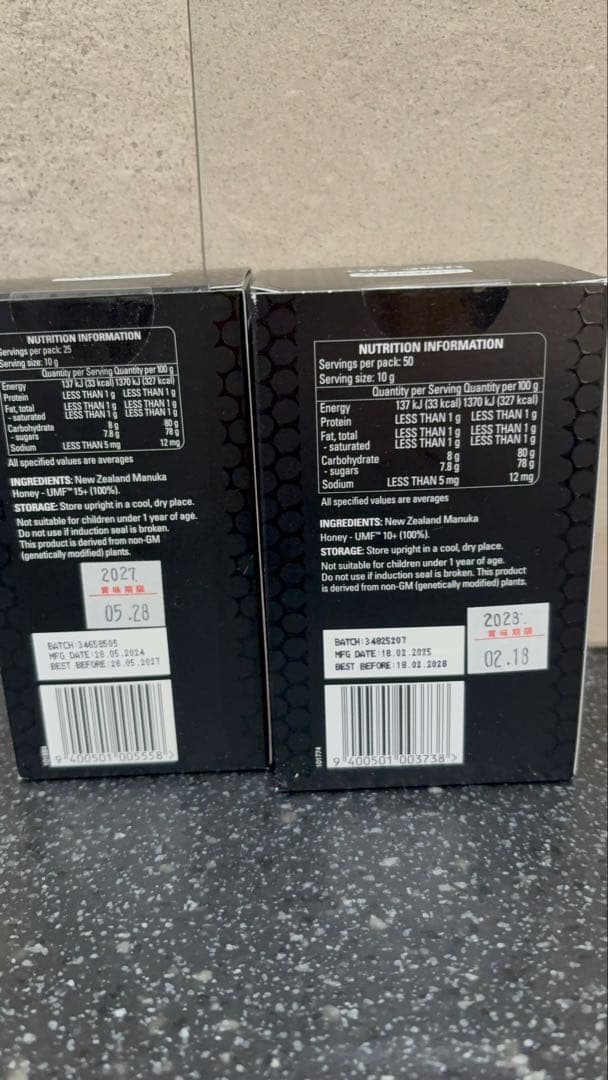 NUTRITION INFORMATION
Servings per pack: 25
Serving size: 10 g
Quantity per Serving Quantity per 100 g
Energy 137 kJ (33 kcal) 1370 kJ (327 kcal)
Protein LESS THAN 1 g LESS THAN 1 g
Fat, total LESS THAN 1 g LESS THAN 1 g
- saturated LESS THAN 1 g LESS THAN 1 g
Carbohydrate 8 g 80 g
- sugars 7.8 g 78 g
Sodium LESS THAN 5 mg 12 mg
All specified values are averages
INGREDIENTS: New Zealand Manuka
Honey - UMF™ 15+ (100%).
STORAGE: Store upright in a cool, dry place.
Not suitable for children under 1 year of age.
Do not use if induction seal is broken.
This product is derived from non-GM
(genetically modified) plants.
2027.
賞味期限
05.28
BATCH:34658505
MFG DATE:28.05.2024
BEST BEFORE:28.05.2027
9 400501 005558 >
NUTRITION INFORMATION
Servings per pack: 50
Serving size: 10 g
Quantity per Serving Quantity per 100 g
Energy 137 kJ (33 kcal) 1370 kJ (327 kcal)
Protein LESS THAN 1 g LESS THAN 1 g
Fat, total LESS THAN 1 g LESS THAN 1 g
- saturated LESS THAN 1 g LESS THAN 1 g
Carbohydrate 8 g 80 g
- sugars 7.8 g 78 g
Sodium LESS THAN 5 mg 12 mg
All specified values are averages
INGREDIENTS: New Zealand Manuka
Honey - UMF™ 10+ (100%).
STORAGE: Store upright in a cool, dry place.
Not suitable for children under 1 year of age.
Do not use if induction seal is broken. This product
is derived from non-GM (genetically modified) plants.
2028.
賞味期限
02.18
BATCH:34825207
MFG DATE:18.02.2025
BEST BEFORE:18.02.2028
101774
9 400501 003738 >